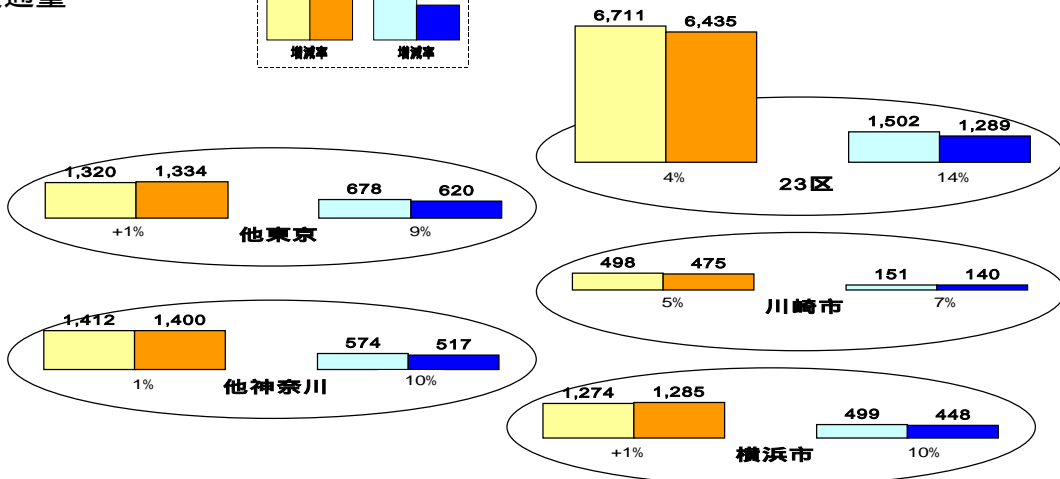 通量
増減率 増減率
6,711 6,435
1,502 1,289
4%
23区
14%
1,320 1,334
678 620
+1%
他東京
9%
498 475
151 140
5%
川崎市
7%
1,412 1,400
574 517
1%
他神奈川
10%
1,274 1,285
499 448
+1%
横浜市
10%